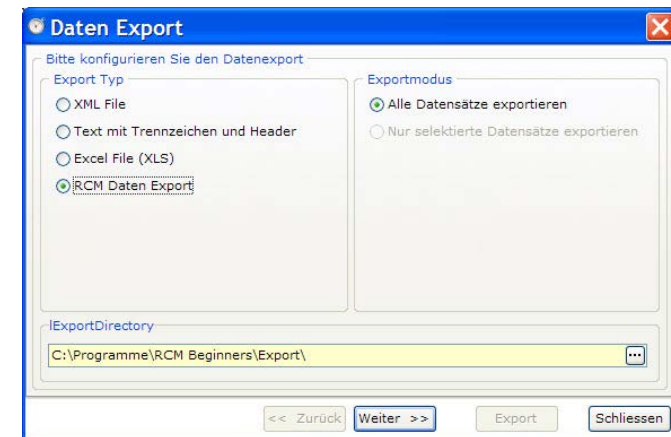 Daten Export
Bitte konfigurieren Sie den Datenexport
Export Typ
XML File
Text mit Trennzeichen und Header
Excel File (XLS)
RCM Daten Export
Exportmodus
Alle Datensätze exportieren
Nur selektierte Datensätze exportieren
lExportDirectory
C:\Programme\RCM Beginners\Export\
...
<< Zurück
Weiter >>
Export
Schliessen